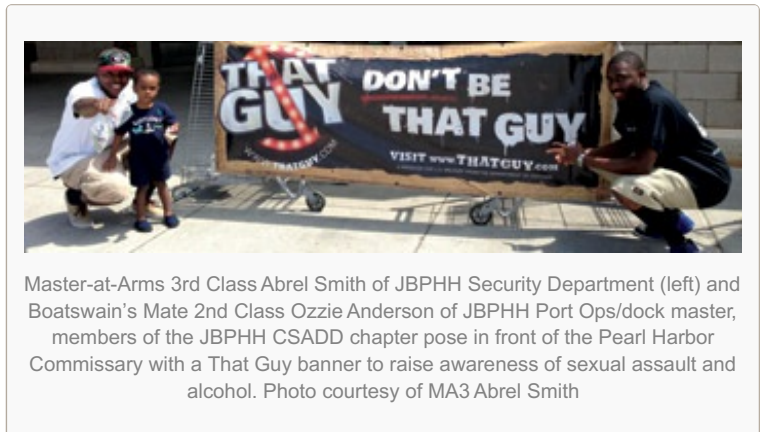 THAT
GUY
WWW.THATGUY.COM
DON'T BE
THAT GUY
VISIT www.THATGUY.com
Master-at-Arms 3rd Class Abrel Smith of JBPHH Security Department (left) and
Boatswain's Mate 2nd Class Ozzie Anderson of JBPHH Port Ops/dock master,
members of the JBPHH CSADD chapter pose in front of the Pearl Harbor
Commissary with a That Guy banner to raise awareness of sexual assault and
alcohol. Photo courtesy of MA3 Abrel Smith